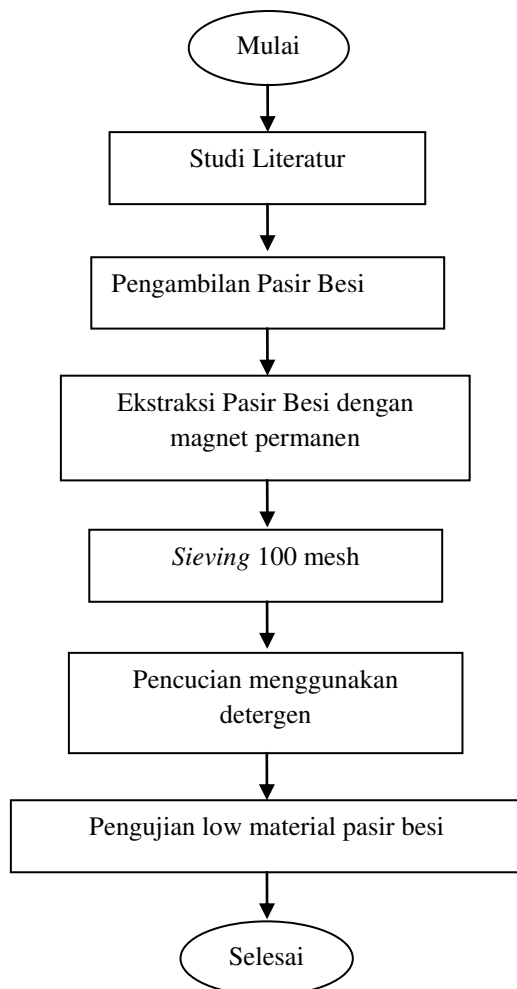 Mulai
Studi Literatur
Pengambilan Pasir Besi
Ekstraksi Pasir Besi dengan
magnet permanen
Sieving 100 mesh
Pencucian menggunakan
detergen
Pengujian low material pasir besi
Selesai